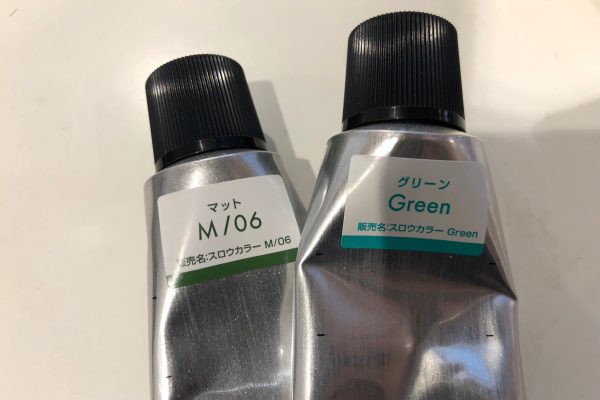 マット
M/06
販売名:スロウカラー M/06
グリーン
Green
販売名:スロウカラー Green